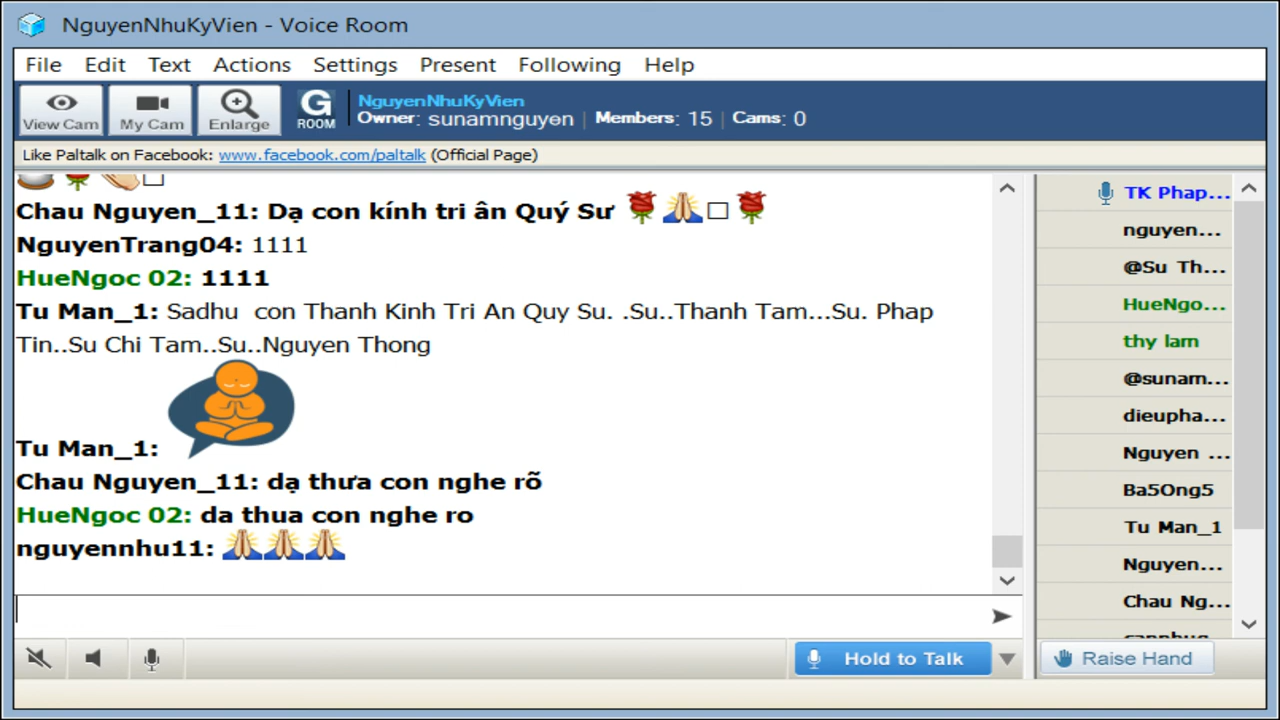 NguyenNhuKyVien - Voice Room
File Edit Text Actions Settings Present Following Help
View Cam My Cam Enlarge G ROOM
NguyenNhuKyVien
Owner: sunamnguyen | Members: 15 | Cams: 0
Like Paltalk on Facebook: www.facebook.com/paltalk (Official Page)
Chau Nguyen_11: Dạ con kính tri ân Quý Sư
NguyenTrang04: 1111
HueNgoc 02: 1111
Tu Man_1: Sadhu con Thanh Kinh Tri An Quy Su. .Su..Thanh Tam...Su. Phap
Tin..Su Chi Tam..Su..Nguyen Thong
Tu Man_1:
Chau Nguyen_11: dạ thưa con nghe rõ
HueNgoc 02: da thua con nghe ro
nguyennhu11:
TK Phap...
nguyen...
@Su Th...
HueNgo...
thy lam
@sunam...
dieupha...
Nguyen ...
Ba5Ong5
Tu Man_1
Nguyen...
Chau Ng...
Hold to Talk
Raise Hand